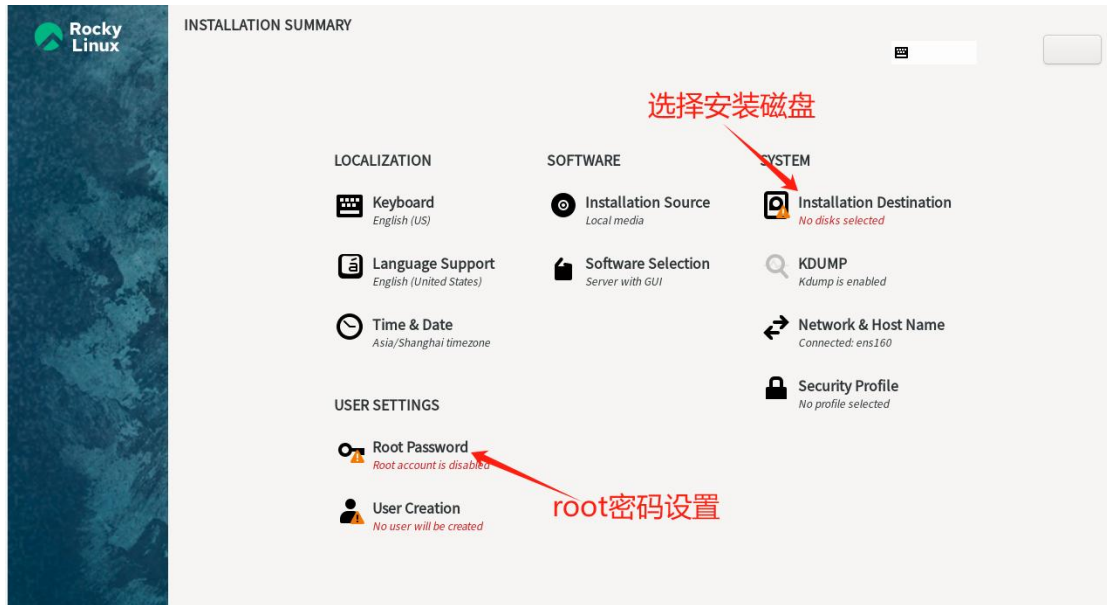 Rocky
Linux
INSTALLATION SUMMARY
选择安装磁盘
LOCALIZATION
Keyboard
English (US)
Language Support
English (United States)
Time & Date
Asia/Shanghai timezone
SOFTWARE
Installation Source
Local media
Software Selection
Server with GUI
SYSTEM
Installation Destination
No disks selected
KDUMP
Kdump is enabled
Network & Host Name
Connected: ens160
Security Profile
No profile selected
USER SETTINGS
Root Password
Root account is disabled
User Creation
No user will be created
root密码设置